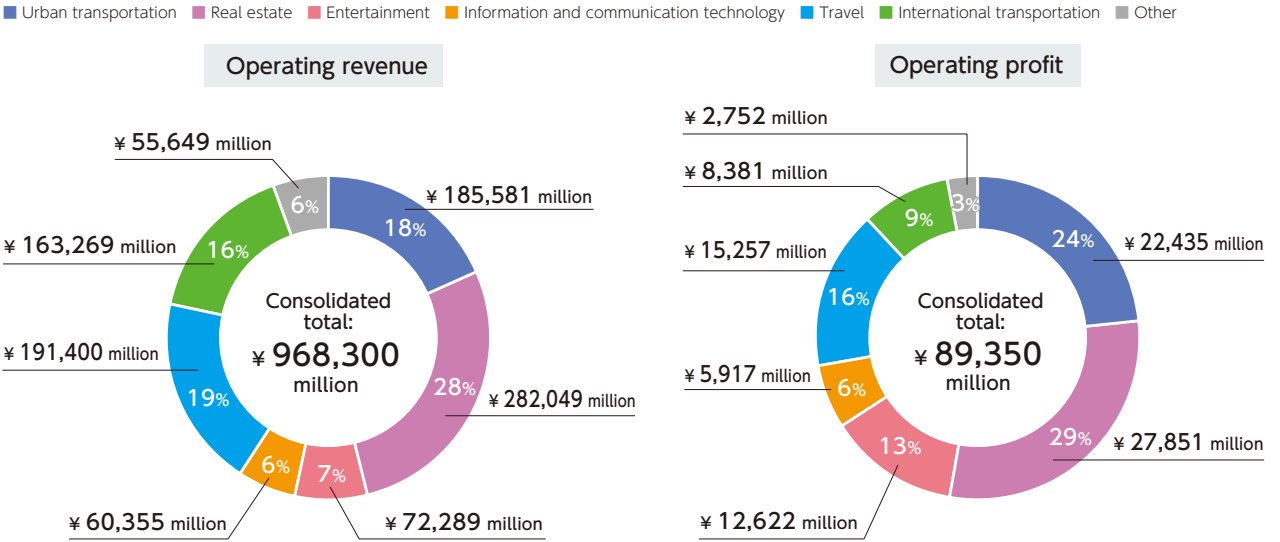 Urban transportation Real estate Entertainment Information and communication technology Travel International transportation Other
Operating revenue
¥ 55,649 million
¥ 185,581 million
6%
18%
¥ 163,269 million
16%
Consolidated
total:
¥ 968,300
million
¥ 191,400 million
19%
28%
¥ 282,049 million
6%
7%
¥ 60,355 million
¥ 72,289 million
Operating profit
¥ 2,752 million
¥ 8,381 million
3%
9%
24%
¥ 22,435 million
¥ 15,257 million
16%
Consolidated
total:
¥ 89,350
million
¥ 5,917 million
6%
13%
29%
¥ 27,851 million
¥ 12,622 million